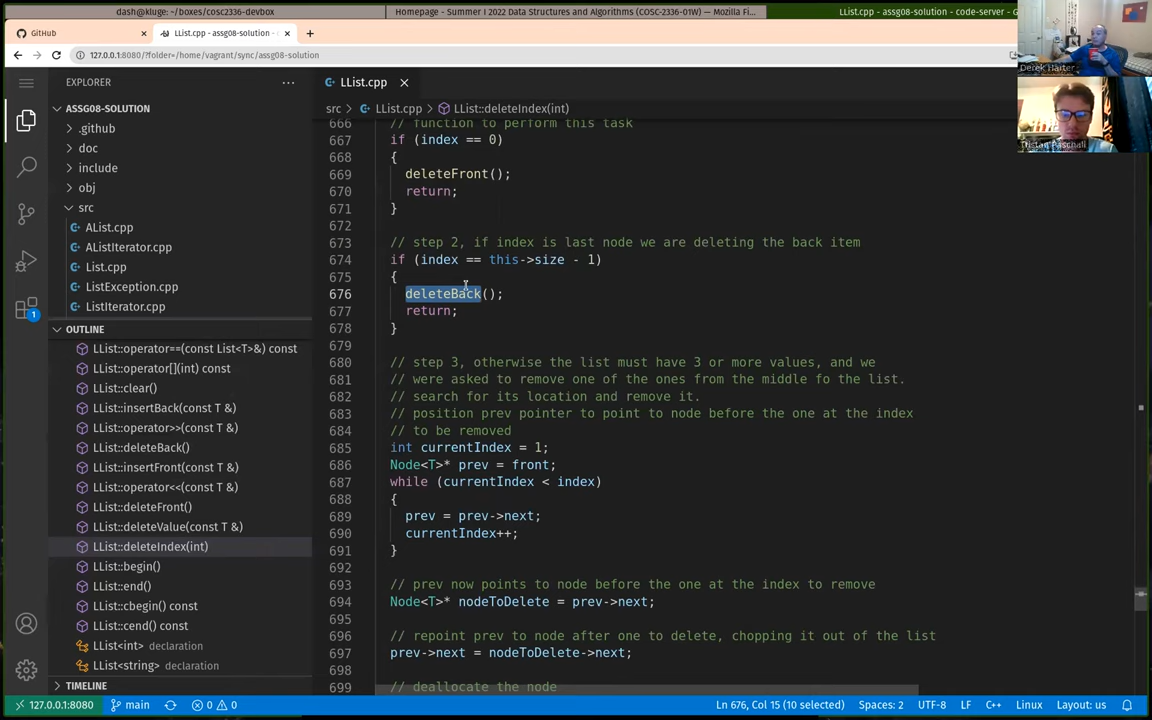 dash@kluge: ~/boxes/cosc2336-devbox
Homepage - Summer I 2022 Data Structures and Algorithms (COSC-2336-01W) — Mozilla Fi…
LList.cpp - assg08-solution - code-server -
GitHub ×
LList.cpp - assg08-solution - ×
127.0.0.1:8080/?folder=/home/vagrant/sync/assg08-solution
Derek Harter
Tristan Paschall
EXPLORER
LList.cpp ×
ASSG08-SOLUTION
src > LList.cpp > LList::deleteIndex(int)
> .github
> doc
> include
> obj
src
AList.cpp
AListIterator.cpp
List.cpp
ListException.cpp
ListIterator.cpp
1
OUTLINE
LList::operator==(const List<T>&) const
LList::operator[](int) const
LList::clear()
LList::insertBack(const T &)
LList::operator>>(const T &)
LList::deleteBack()
LList::insertFront(const T &)
LList::operator<<(const T &)
LList::deleteFront()
LList::deleteValue(const T &)
LList::deleteIndex(int)
LList::begin()
LList::end()
LList::cbegin() const
LList::cend() const
LList<int> declaration
LList<string> declaration
TIMELINE
666 // function to perform this task
667 if (index == 0)
668 {
669 deleteFront();
670 return;
671 }
672
673 // step 2, if index is last node we are deleting the back item
674 if (index == this->size - 1)
675 {
676 deleteBack();
677 return;
678 }
679
680 // step 3, otherwise the list must have 3 or more values, and we
681 // were asked to remove one of the ones from the middle fo the list.
682 // search for its location and remove it.
683 // position prev pointer to point to node before the one at the index
684 // to be removed
685 int currentIndex = 1;
686 Node<T>* prev = front;
687 while (currentIndex < index)
688 {
689 prev = prev->next;
690 currentIndex++;
691 }
692
693 // prev now points to node before the one at the index to remove
694 Node<T>* nodeToDelete = prev->next;
695
696 // repoint prev to node after one to delete, chopping it out of the list
697 prev->next = nodeToDelete->next;
698
699 // deallocate the node
127.0.0.1:8080 main 0 0 Ln 676, Col 15 (10 selected) Spaces: 2 UTF-8 LF C++ Linux Layout: us